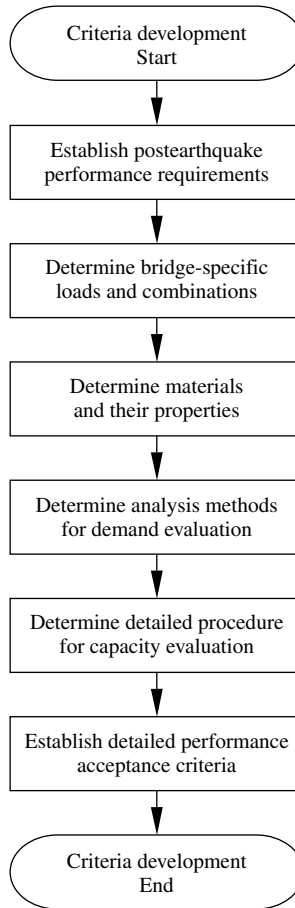 Criteria development
Start
Establish postearthquake
performance requirements
Determine bridge-specific
loads and combinations
Determine materials
and their properties
Determine analysis methods
for demand evaluation
Determine detailed procedure
for capacity evaluation
Establish detailed performance
acceptance criteria
Criteria development
End